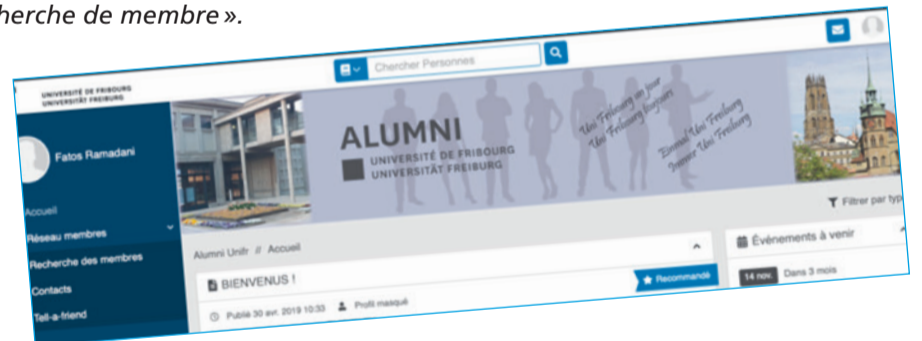 herche de membre ».
UNIVERSITÉ DE FRIBOURG
UNIVERSITÄT FREIBURG
Chercher Personnes
Fatos Ramadani
Accueil
Réseau membres
Recherche des membres
Contacts
Tell-a-friend
ALUMNI
UNIVERSITÉ DE FRIBOURG
UNIVERSITÄT FREIBURG
Uni Fribourg un jour
Uni Fribourg toujours
Einmal Uni Freiburg
Immer Uni Freiburg
Filtrer par typ
Alumni Unifr // Accueil
BIENVENUS !
Recommandé
Publié 30 avr. 2019 10:33 Profil masqué
Événements à venir
14 nov. Dans 3 mois